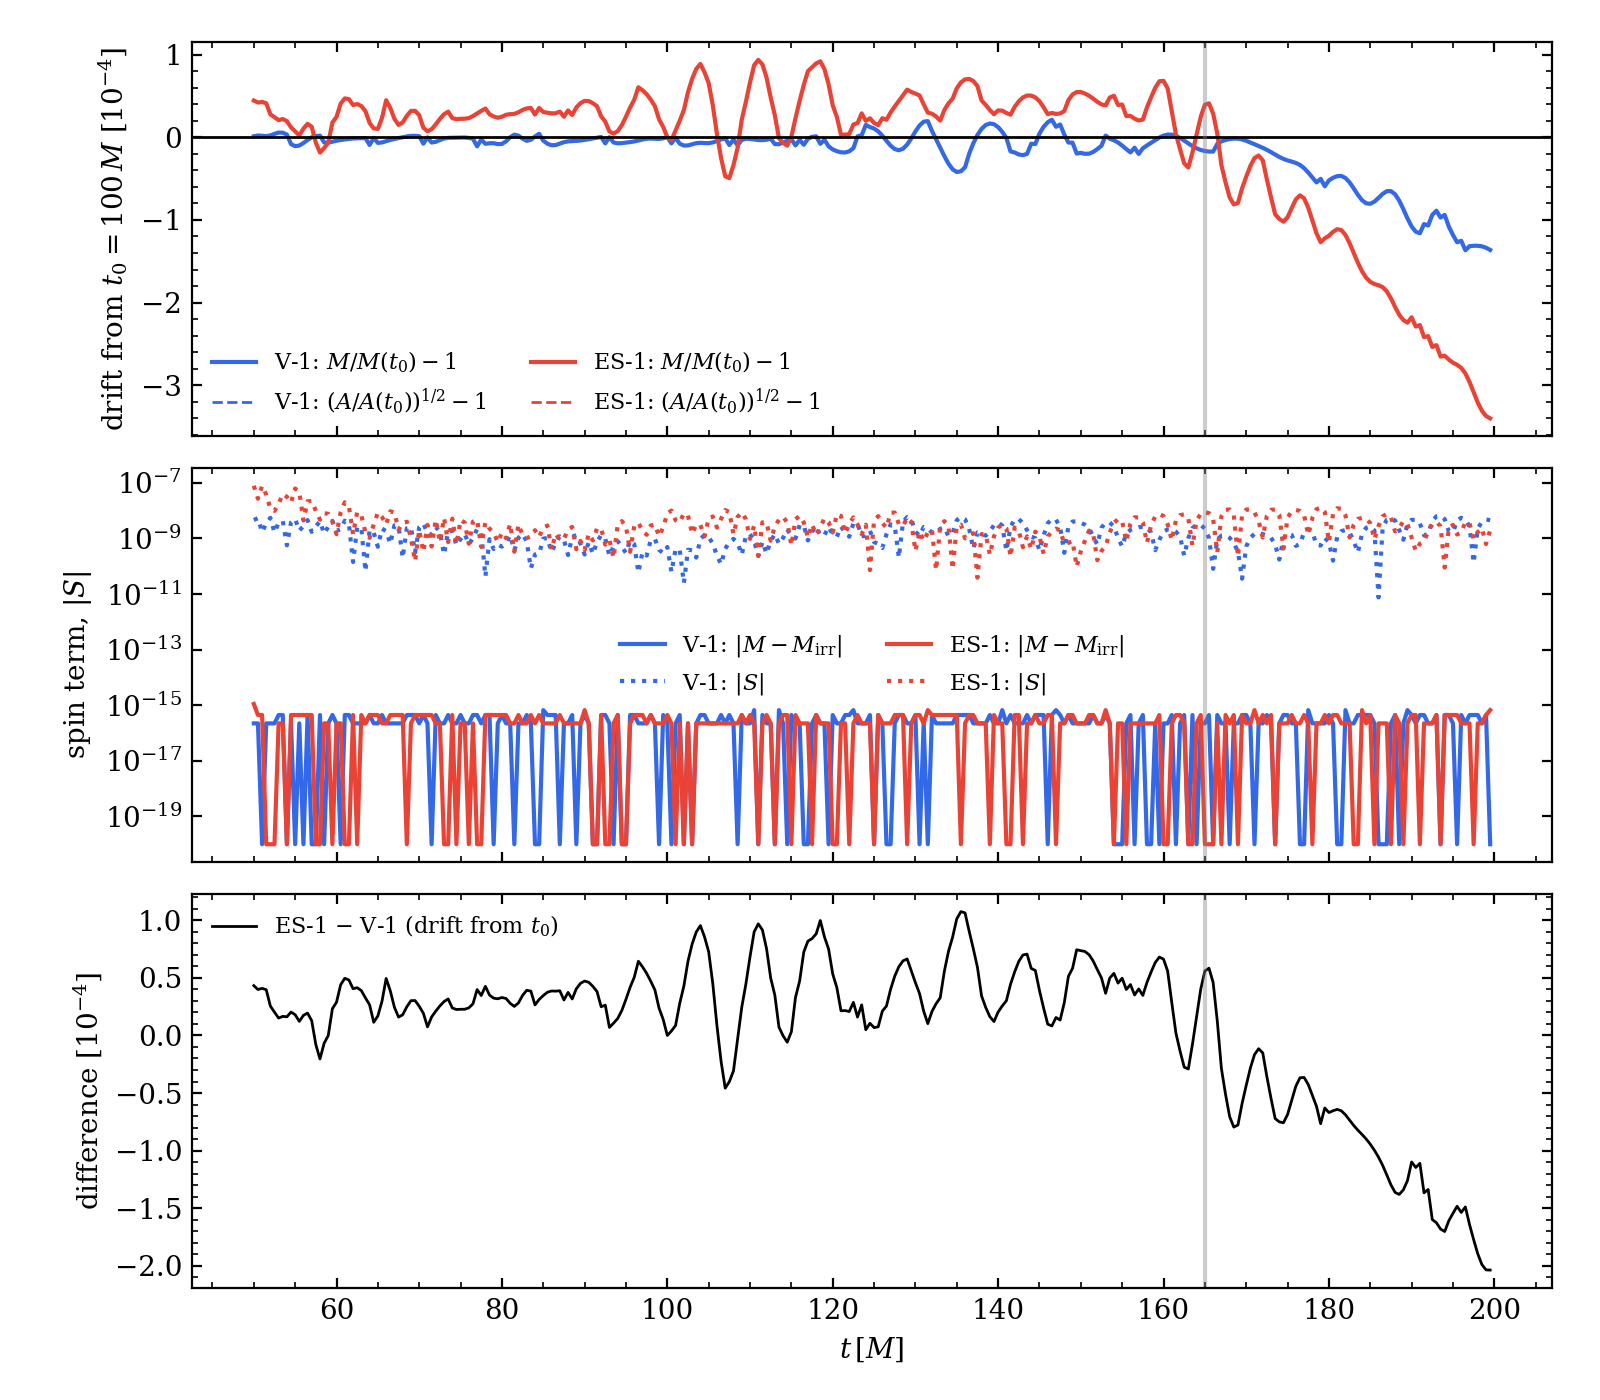 drift from t₀ = 100 M [10⁻⁴]
1
0
−1
−2
−3
V-1: M/M(t₀) − 1
V-1: (A/A(t₀))^{1/2} − 1
ES-1: M/M(t₀) − 1
ES-1: (A/A(t₀))^{1/2} − 1
spin term, |S|
10⁻⁷
10⁻⁹
10⁻¹¹
10⁻¹³
10⁻¹⁵
10⁻¹⁷
10⁻¹⁹
V-1: |M − M_irr|
V-1: |S|
ES-1: |M − M_irr|
ES-1: |S|
difference [10⁻⁴]
1.0
0.5
0.0
−0.5
−1.0
−1.5
−2.0
ES-1 − V-1 (drift from t₀)
60 80 100 120 140 160 180 200
t [M]